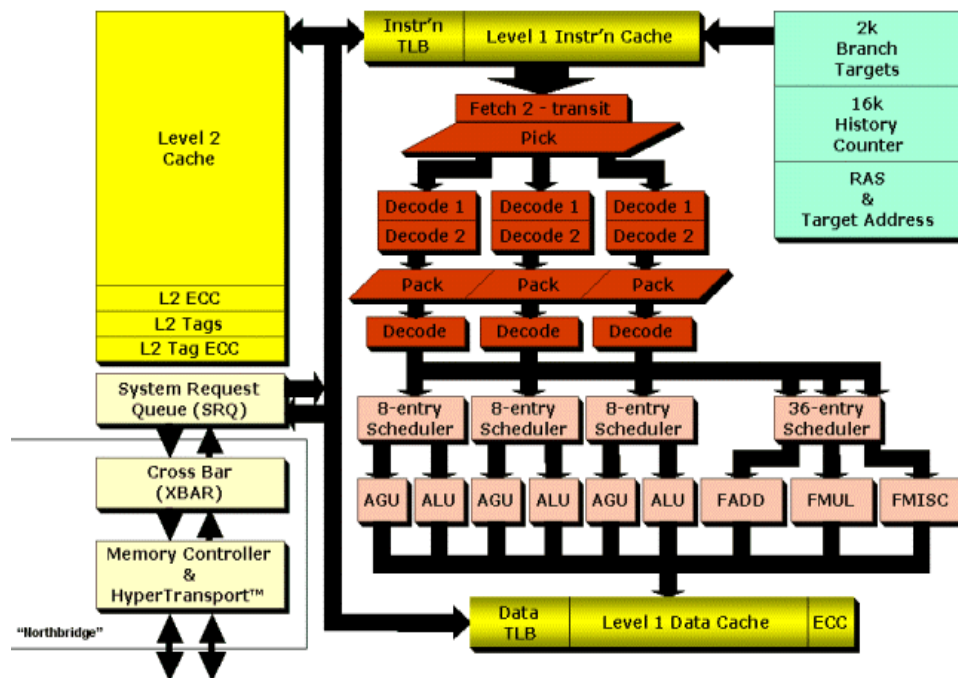 Instr'n
TLB
Level 1 Instr'n Cache
2k
Branch
Targets
16k
History
Counter
RAS
&
Target Address
Level 2
Cache
L2 ECC
L2 Tags
L2 Tag ECC
Fetch 2 - transit
Pick
Decode 1
Decode 1
Decode 1
Decode 2
Decode 2
Decode 2
Pack
Pack
Pack
Decode
Decode
Decode
System Request
Queue (SRQ)
Cross Bar
(XBAR)
Memory Controller
&
HyperTransport™
"Northbridge"
8-entry
Scheduler
8-entry
Scheduler
8-entry
Scheduler
36-entry
Scheduler
AGU
ALU
AGU
ALU
AGU
ALU
FADD
FMUL
FMISC
Data
TLB
Level 1 Data Cache
ECC